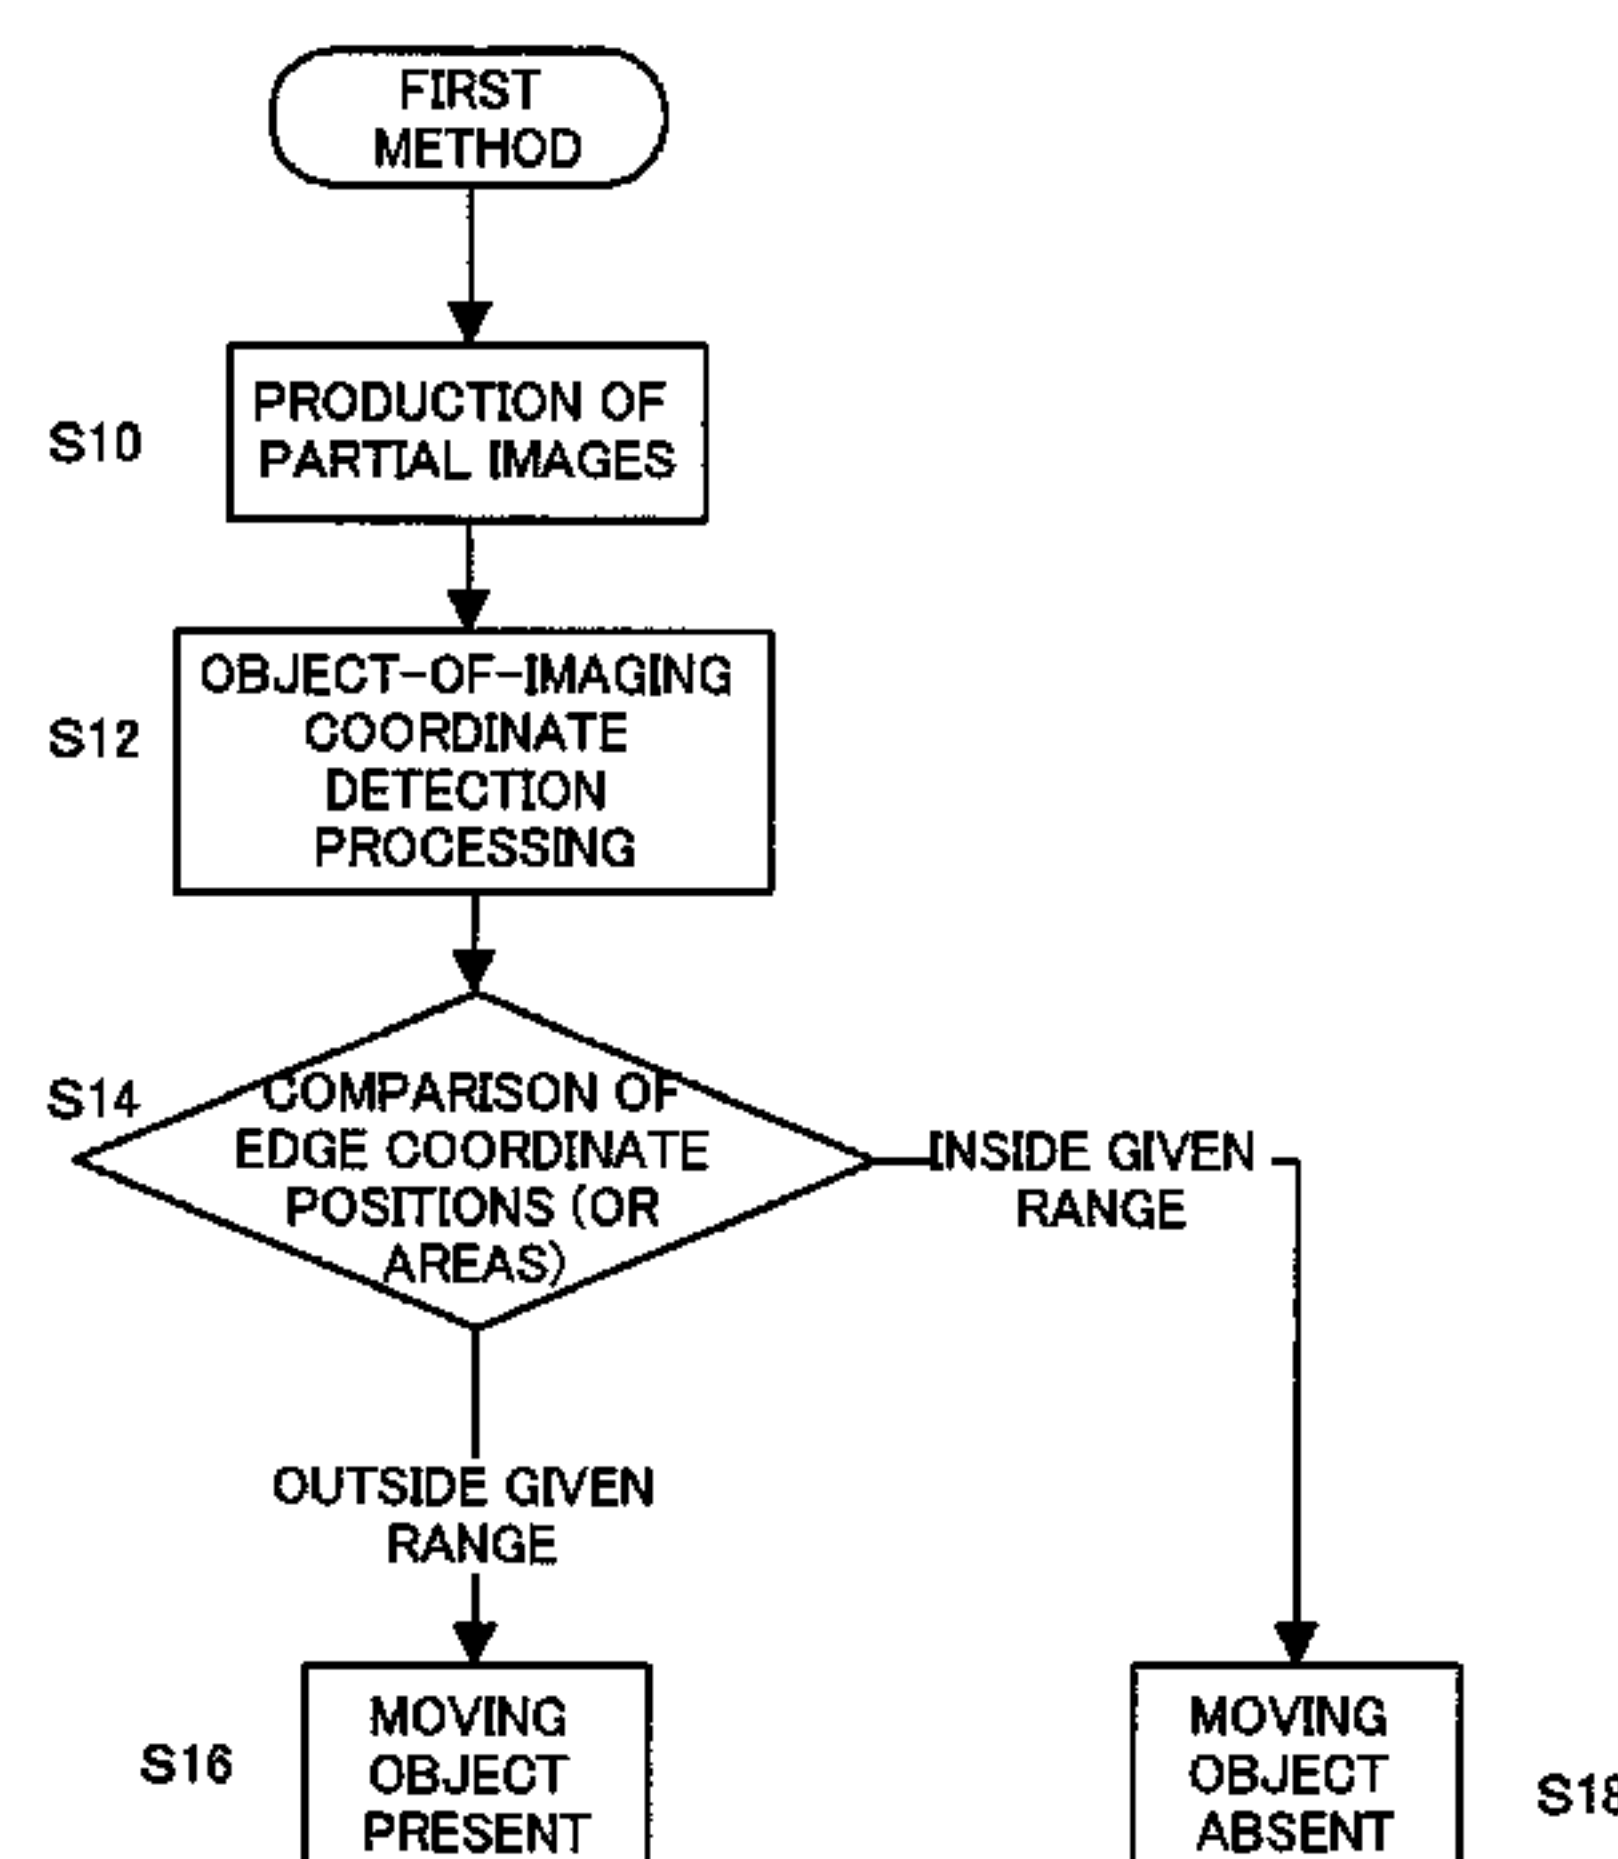 FIRST
METHOD
S10
PRODUCTION OF
PARTIAL IMAGES
S12
OBJECT-OF-IMAGING
COORDINATE
DETECTION
PROCESSING
S14
COMPARISON OF
EDGE COORDINATE
POSITIONS (OR
AREAS)
INSIDE GIVEN
RANGE
OUTSIDE GIVEN
RANGE
S16
MOVING
OBJECT
PRESENT
MOVING
OBJECT
ABSENT
S18